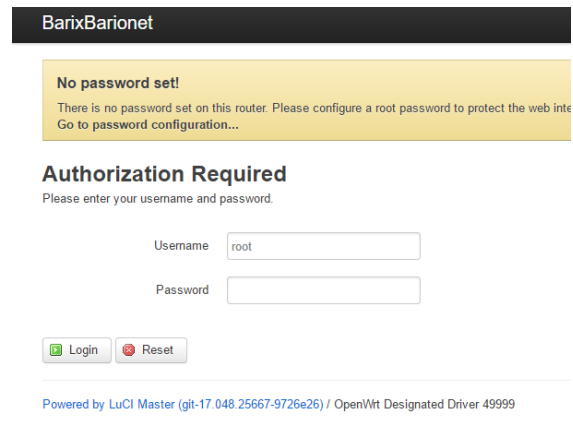 BarixBarionet
No password set!
There is no password set on this router. Please configure a root password to protect the web
Go to password configuration...
Authorization Required
Please enter your username and password.
Username root
Password
Login Reset
Powered by LuCI Master (git-17.048.25667-9726e26) / OpenWrt Designated Driver 49999